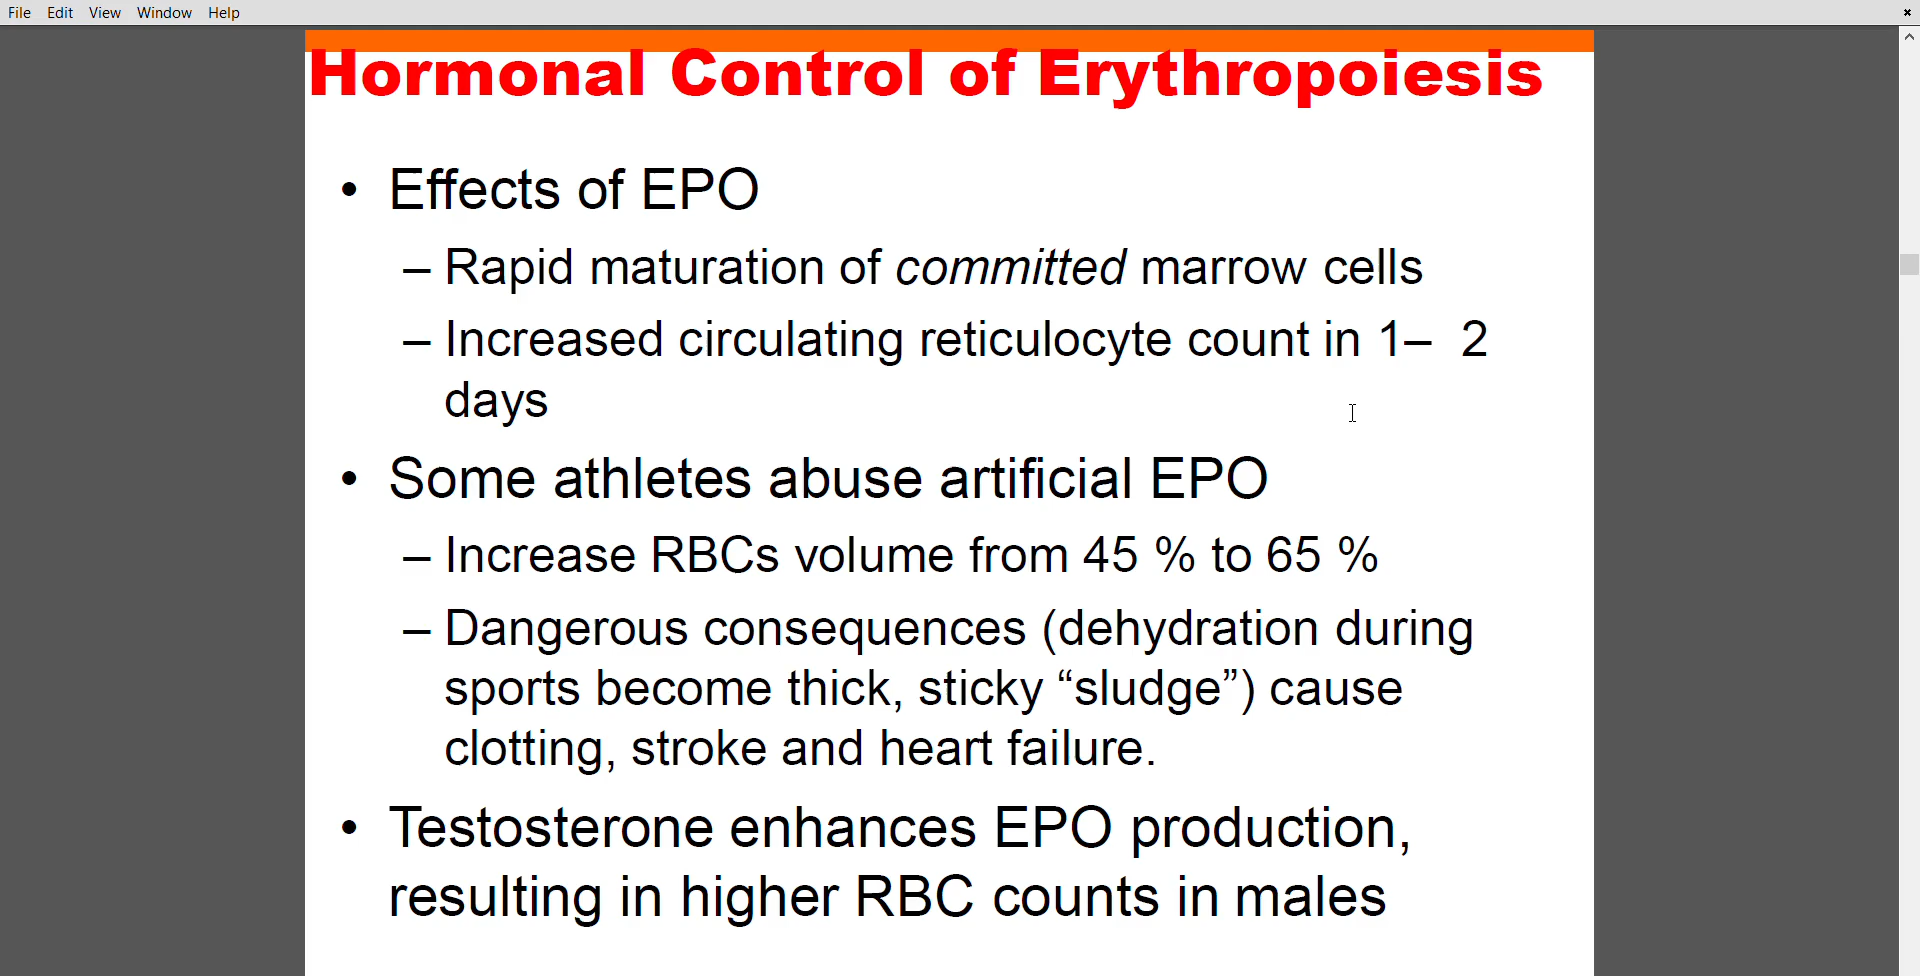 File Edit View Window Help
Hormonal Control of Erythropoiesis
• Effects of EPO
– Rapid maturation of committed marrow cells
– Increased circulating reticulocyte count in 1– 2
days
• Some athletes abuse artificial EPO
– Increase RBCs volume from 45 % to 65 %
– Dangerous consequences (dehydration during
sports become thick, sticky “sludge”) cause
clotting, stroke and heart failure.
• Testosterone enhances EPO production,
resulting in higher RBC counts in males